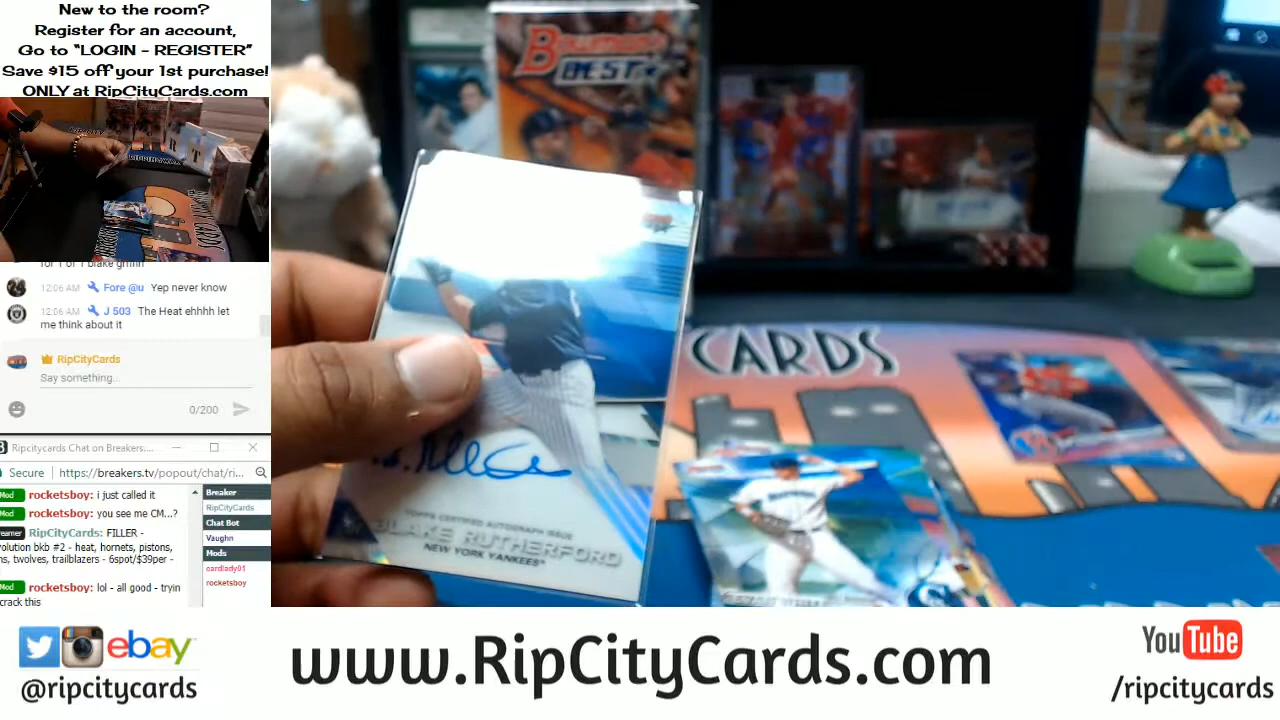 New to the room?
Register for an account,
Go to “LOGIN - REGISTER”
Save $15 off your 1st purchase!
ONLY at RipCityCards.com
12:06 AM Fore @u Yep never know
12:06 AM J 503 The Heat ehhhh let
me think about it
RipCityCards
Say something...
0/200
Ripcitycards Chat on Breakers....
Secure https://breakers.tv/popout/chat/ri...
Mod rocketsboy: i just called it
Mod rocketsboy: you see me CM...?
RipCityCards: FILLER -
bkb #2 - heat, hornets, pistons,
twolves, trailblazers - 6spot/$39per -
Mod rocketsboy: lol - all good - tryin
crack this
Breaker
RipCityCards
Chat Bot
Vaughn
Mods
cardlady01
rocketsboy
Bowman's
BEST
CARDS
TOPPS CERTIFIED AUTOGRAPH ISSUE
BLAKE RUTHERFORD
NEW YORK YANKEES™
ebay™
@ripcitycards
www.RipCityCards.com
YouTube
/ripcitycards